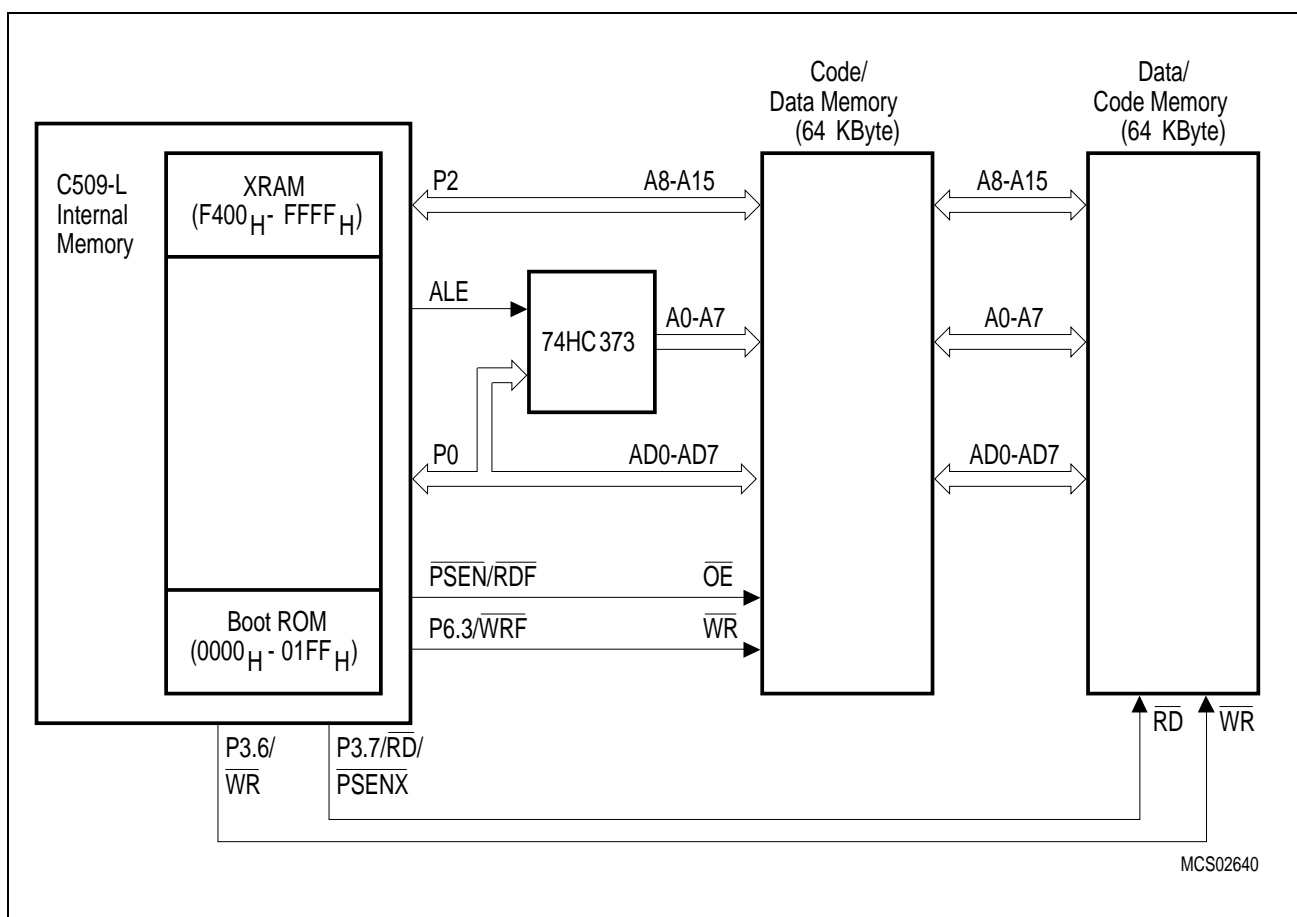 Code/
Data Memory
(64 KByte)
Data/
Code Memory
(64 KByte)
C509-L
Internal
Memory
XRAM
(F400H- FFFFH)
P2
A8-A15
A8-A15
ALE
74HC373
A0-A7
A0-A7
P0
AD0-AD7
AD0-AD7
PSEN/RDF
OE
Boot ROM
(0000H - 01FFH)
P6.3/WRF
WR
P3.6/
WR
P3.7/RD/
PSENX
RD
WR
MCS02640